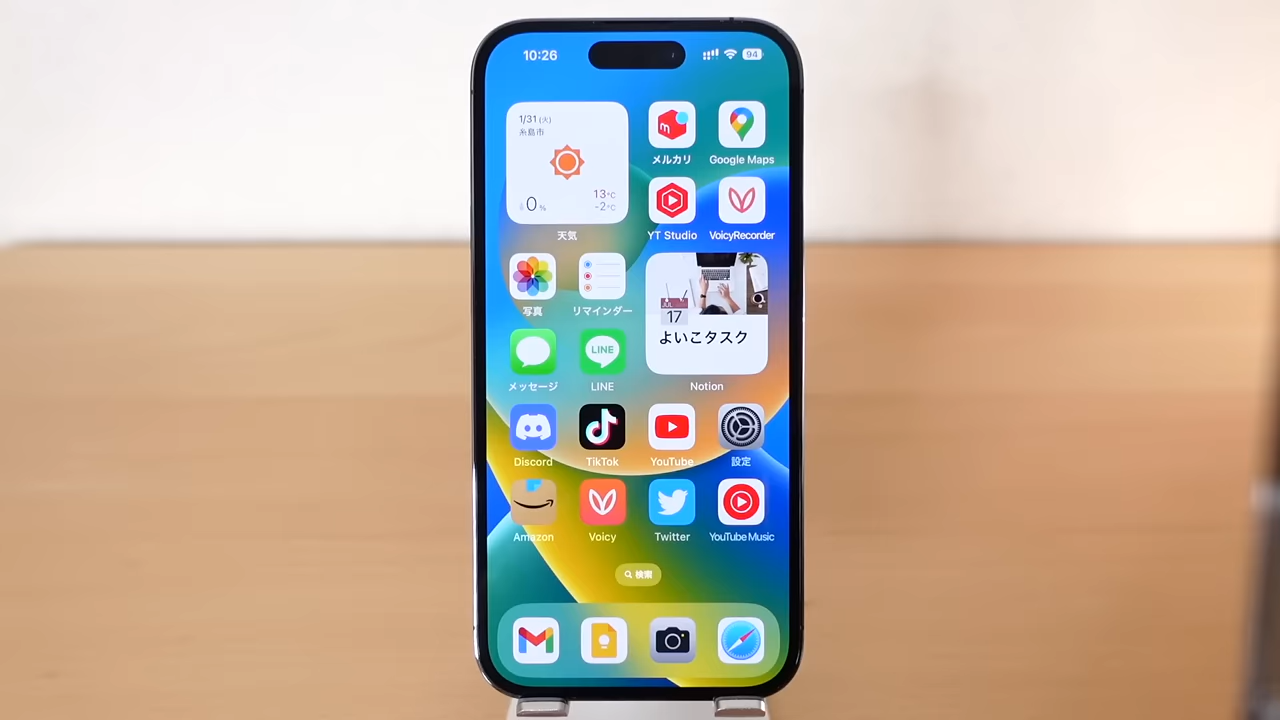 10:26
94
1/31 (火)
糸島市
0 %
13℃
-2℃
天気
メルカリ
Google Maps
YT Studio
VoicyRecorder
写真
リマインダー
JUL
17
よいこタスク
メッセージ
LINE
LINE
Notion
Discord
TikTok
YouTube
設定
Amazon
Voicy
Twitter
YouTube Music
検索